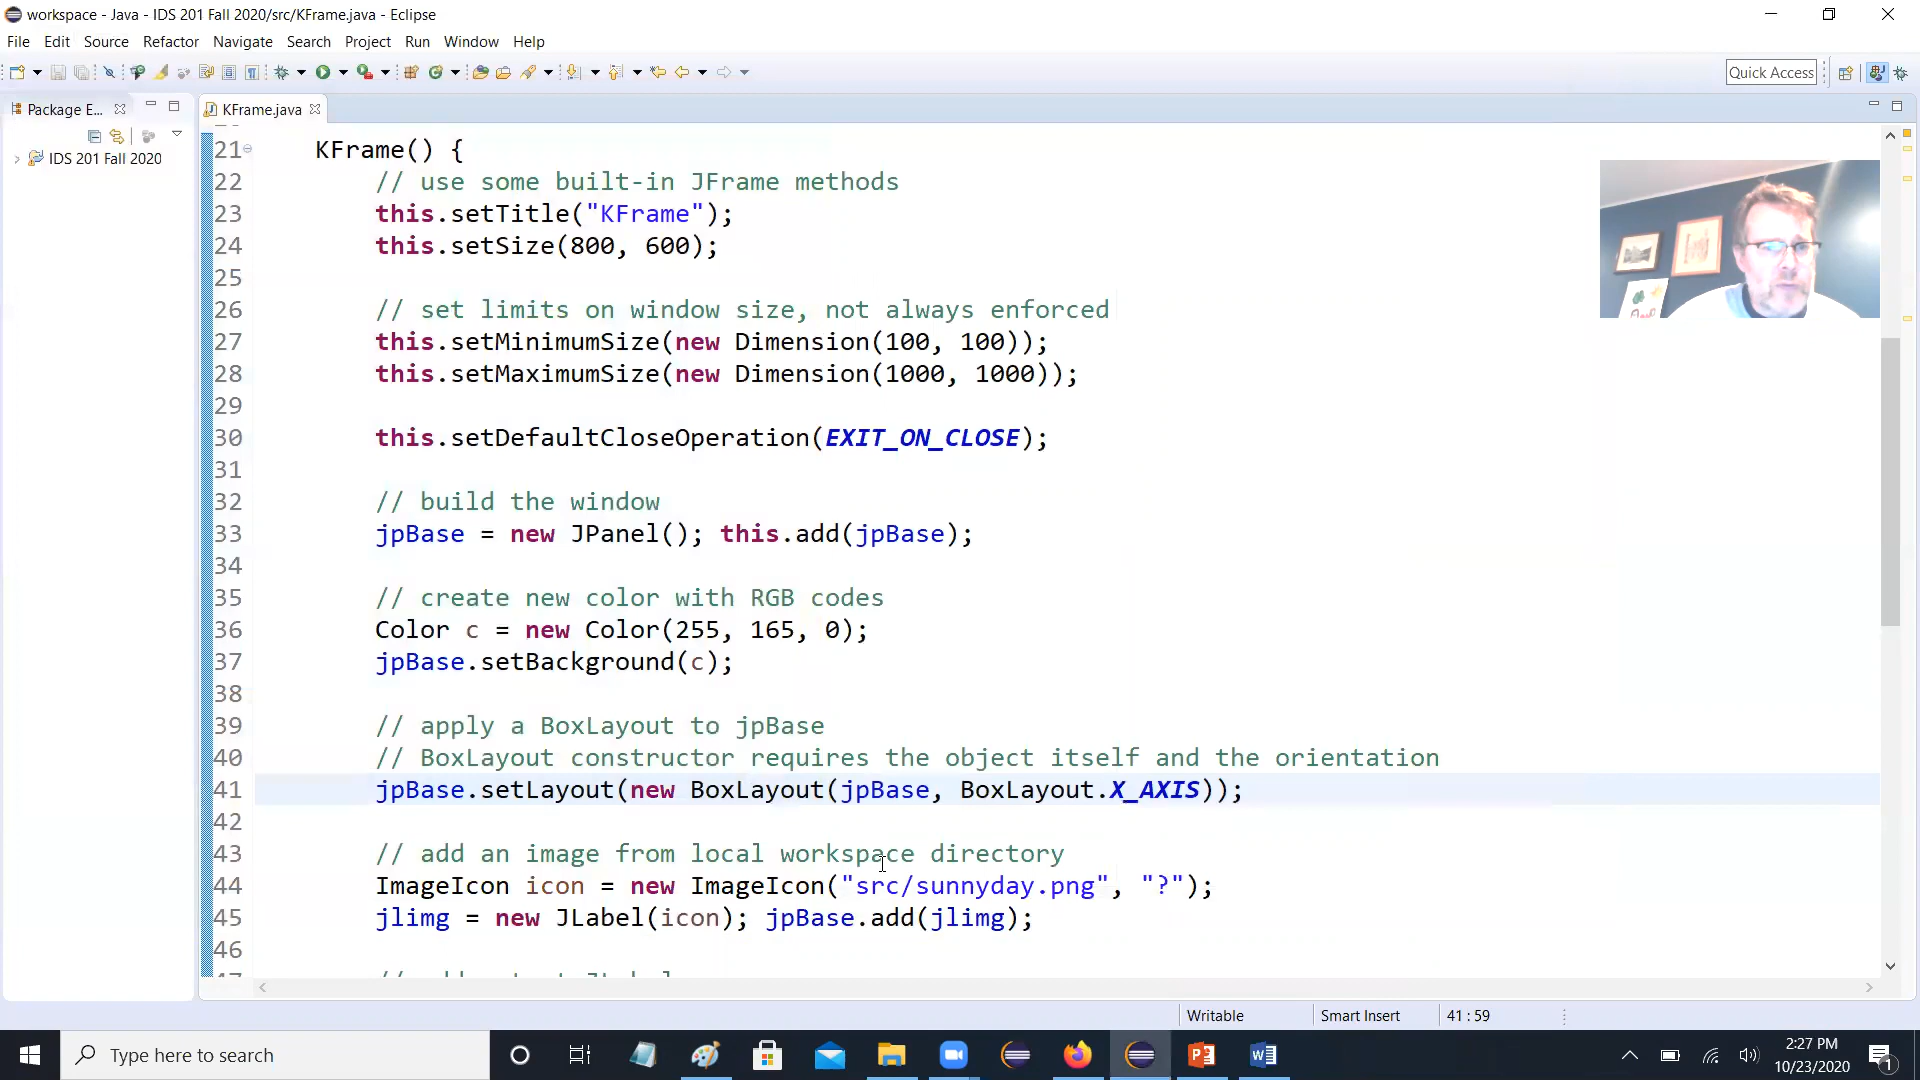 workspace - Java - IDS 201 Fall 2020/src/KFrame.java - Eclipse
File Edit Source Refactor Navigate Search Project Run Window Help
Quick Access
Package E...
KFrame.java
IDS 201 Fall 2020
21 KFrame() {
22 // use some built-in JFrame methods
23 this.setTitle("KFrame");
24 this.setSize(800, 600);
25
26 // set limits on window size, not always enforced
27 this.setMinimumSize(new Dimension(100, 100));
28 this.setMaximumSize(new Dimension(1000, 1000));
29
30 this.setDefaultCloseOperation(EXIT_ON_CLOSE);
31
32 // build the window
33 jpBase = new JPanel(); this.add(jpBase);
34
35 // create new color with RGB codes
36 Color c = new Color(255, 165, 0);
37 jpBase.setBackground(c);
38
39 // apply a BoxLayout to jpBase
40 // BoxLayout constructor requires the object itself and the orientation
41 jpBase.setLayout(new BoxLayout(jpBase, BoxLayout.X_AXIS));
42
43 // add an image from local workspace directory
44 ImageIcon icon = new ImageIcon("src/sunnyday.png", "?");
45 jlimg = new JLabel(icon); jpBase.add(jlimg);
46
Writable Smart Insert 41 : 59
Type here to search
2:27 PM
10/23/2020
1